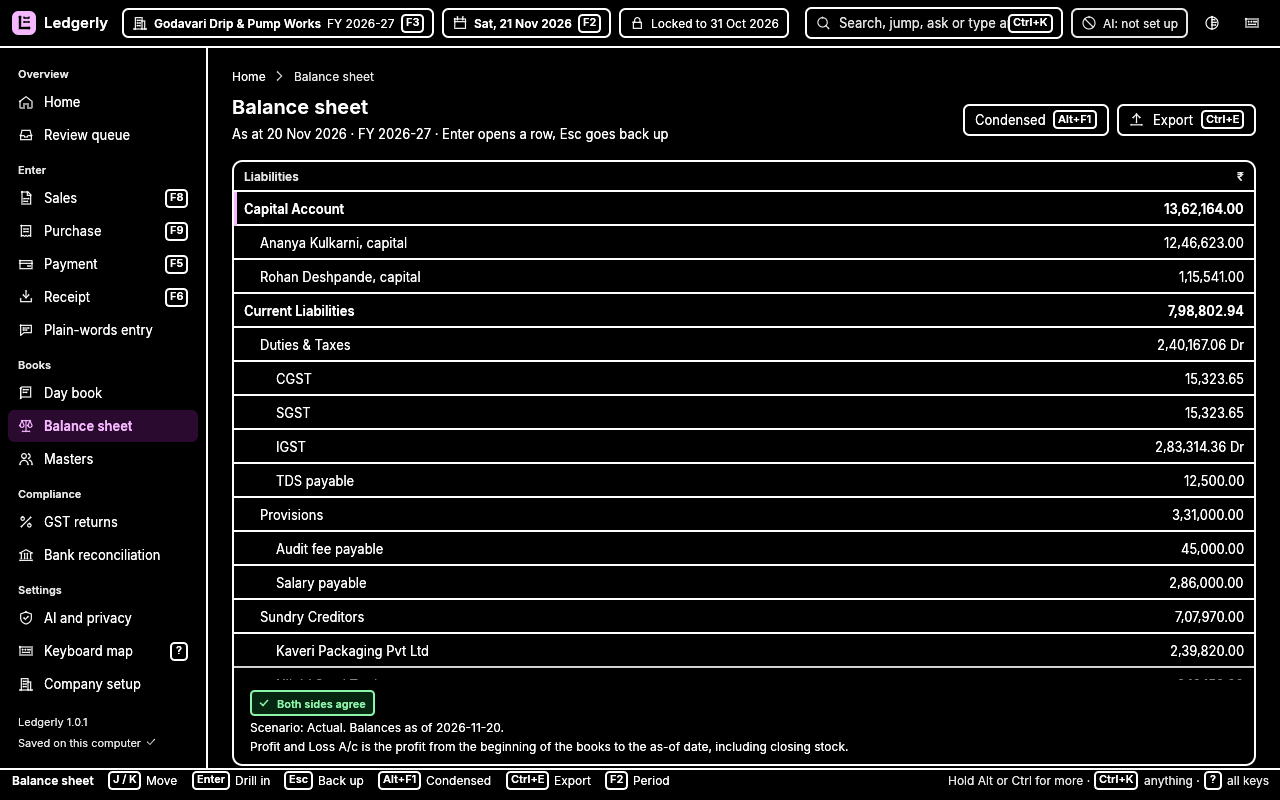 Ledgerly
Godavari Drip & Pump Works FY 2026-27 F3
Sat, 21 Nov 2026 F2
Locked to 31 Oct 2026
Search, jump, ask or type a Ctrl+K
AI: not set up
Overview
Home
Review queue
Enter
Sales F8
Purchase F9
Payment F5
Receipt F6
Plain-words entry
Books
Day book
Balance sheet
Masters
Compliance
GST returns
Bank reconciliation
Settings
AI and privacy
Keyboard map ?
Company setup
Ledgerly 1.0.1
Saved on this computer
Home > Balance sheet
Balance sheet
As at 20 Nov 2026 · FY 2026-27 · Enter opens a row, Esc goes back up
Condensed Alt+F1
Export Ctrl+E
Liabilities ₹
Capital Account 13,62,164.00
Ananya Kulkarni, capital 12,46,623.00
Rohan Deshpande, capital 1,15,541.00
Current Liabilities 7,98,802.94
Duties & Taxes 2,40,167.06 Dr
CGST 15,323.65
SGST 15,323.65
IGST 2,83,314.36 Dr
TDS payable 12,500.00
Provisions 3,31,000.00
Audit fee payable 45,000.00
Salary payable 2,86,000.00
Sundry Creditors 7,07,970.00
Kaveri Packaging Pvt Ltd 2,39,820.00
Both sides agree
Scenario: Actual. Balances as of 2026-11-20.
Profit and Loss A/c is the profit from the beginning of the books to the as-of date, including closing stock.
Balance sheet J / K Move Enter Drill in Esc Back up Alt+F1 Condensed Ctrl+E Export F2 Period
Hold Alt or Ctrl for more · Ctrl+K anything · ? all keys